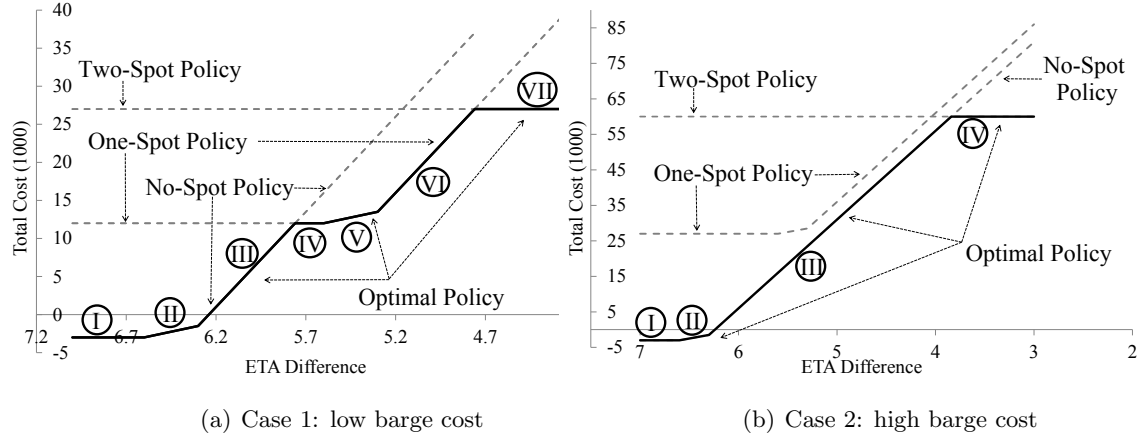 40
35
30
25
20
15
10
5
0
-5
Total Cost (1000)
Two-Spot Policy
One-Spot Policy
No-Spot Policy
Optimal Policy
I
II
III
IV
V
VI
VII
7.2
6.7
6.2
5.7
5.2
4.7
ETA Difference
(a) Case 1: low barge cost
85
75
65
55
45
35
25
15
5
-5
Total Cost (1000)
Two-Spot Policy
No-Spot
Policy
One-Spot Policy
Optimal Policy
I
II
III
IV
7
6
5
4
3
2
ETA Difference
(b) Case 2: high barge cost